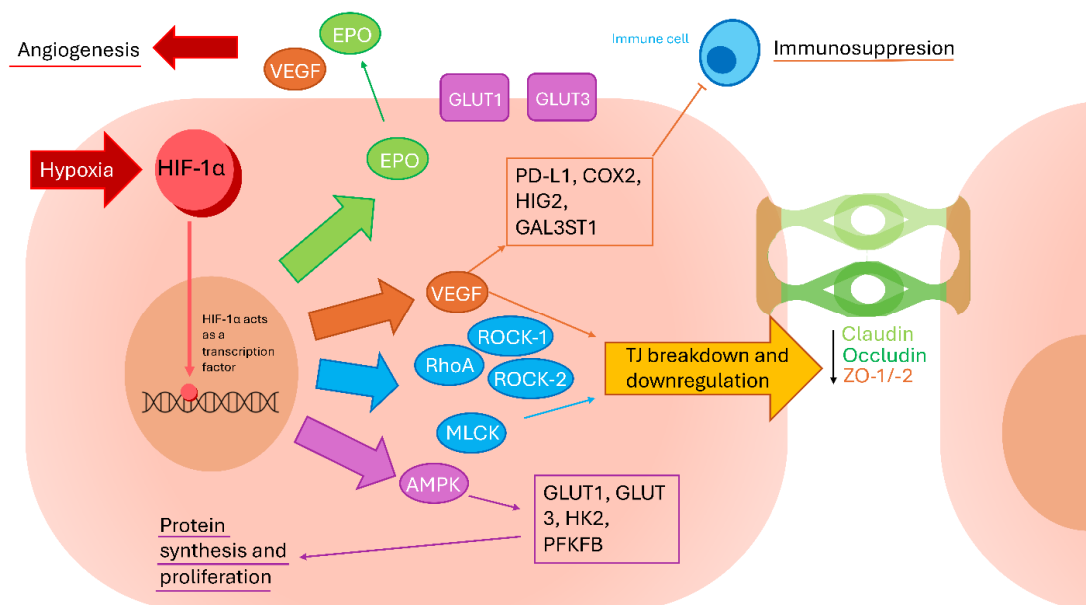 Angiogenesis
EPO
VEGF
Immune cell
Immunosuppresion
GLUT1
GLUT3
Hypoxia
HIF-1α
EPO
PD-L1, COX2,
HIG2,
GAL3ST1
VEGF
HIF-1α acts
as a
transcription
factor
ROCK-1
RhoA
ROCK-2
MLCK
TJ breakdown and
downregulation
Claudin
Occludin
ZO-1/-2
AMPK
GLUT1, GLUT
3, HK2,
PFKFB
Protein
synthesis and
proliferation